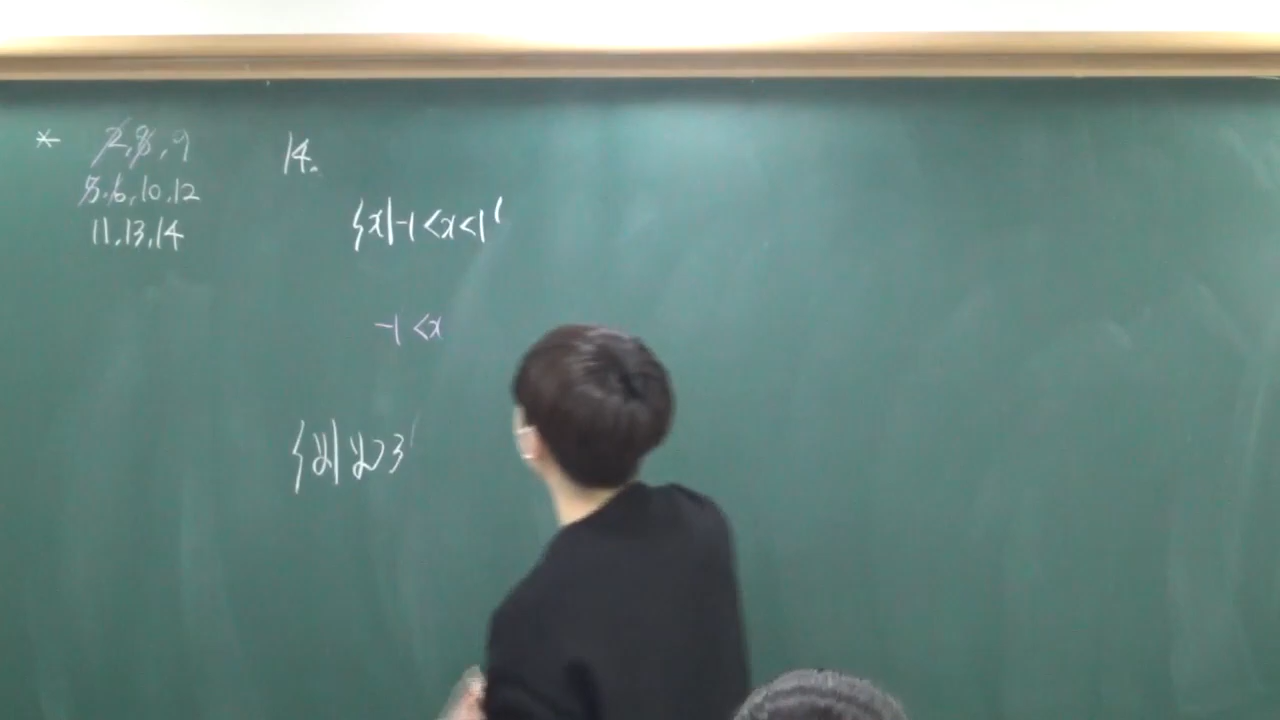 * 2,8,9
5,6,10,12
11,13,14
14.
{x|-1<x<1}
-1<x
{y|y>3}